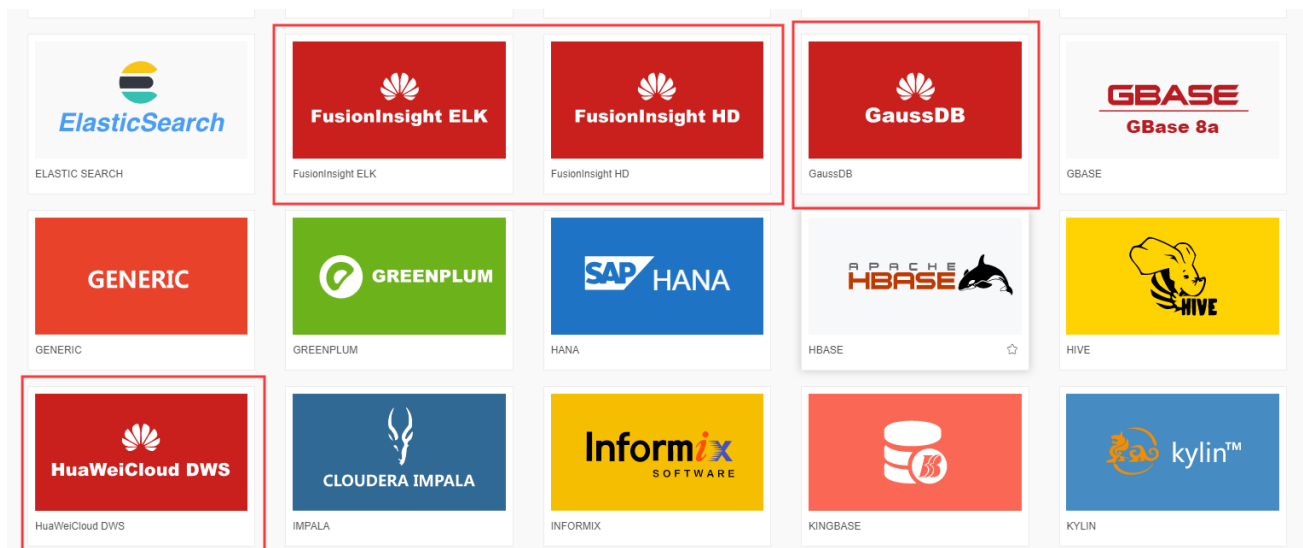 ElasticSearch
FusionInsight ELK
FusionInsight HD
GaussDB
GBASE
GBase 8a
ELASTIC SEARCH
FusionInsight ELK
FusionInsight HD
GaussDB
GBASE
GENERIC
GREENPLUM
SAP HANA
APACHE
HBASE
HIVE
GENERIC
GREENPLUM
HANA
HBASE
HIVE
HuaWeiCloud DWS
CLOUDERA IMPALA
Informix
SOFTWARE
kylin™
HuaWeiCloud DWS
IMPALA
INFORMIX
KINGBASE
KYLIN